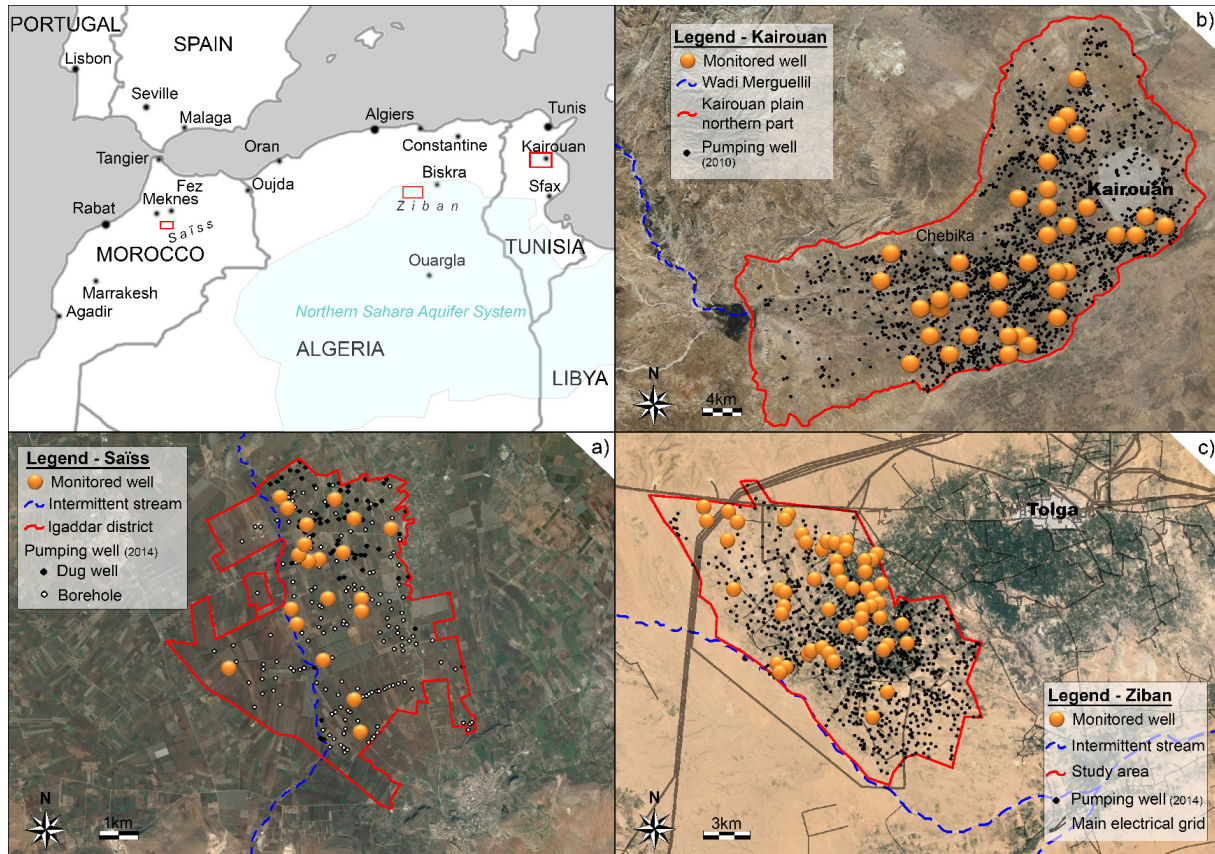 PORTUGAL
SPAIN
Lisbon
Seville
Malaga
Algiers
Tunis
Tangier
Oran
Constantine
Kairouan
Fez
Oujda
Biskra
Meknes
Ziban
Sfax
Rabat
Saïss
MOROCCO
TUNISIA
Ouargla
Marrakesh
Northern Sahara Aquifer System
Agadir
ALGERIA
LIBYA
b)
Legend - Kairouan
Monitored well
Wadi Merguellil
Kairouan plain
northern part
Pumping well
(2010)
Kairouan
Chebika
N
4km
a)
Legend - Saïss
Monitored well
Intermittent stream
Igaddar district
Pumping well (2014)
Dug well
Borehole
N
1km
c)
Tolga
Legend - Ziban
Monitored well
Intermittent stream
Study area
Pumping well (2014)
Main electrical grid
N
3km